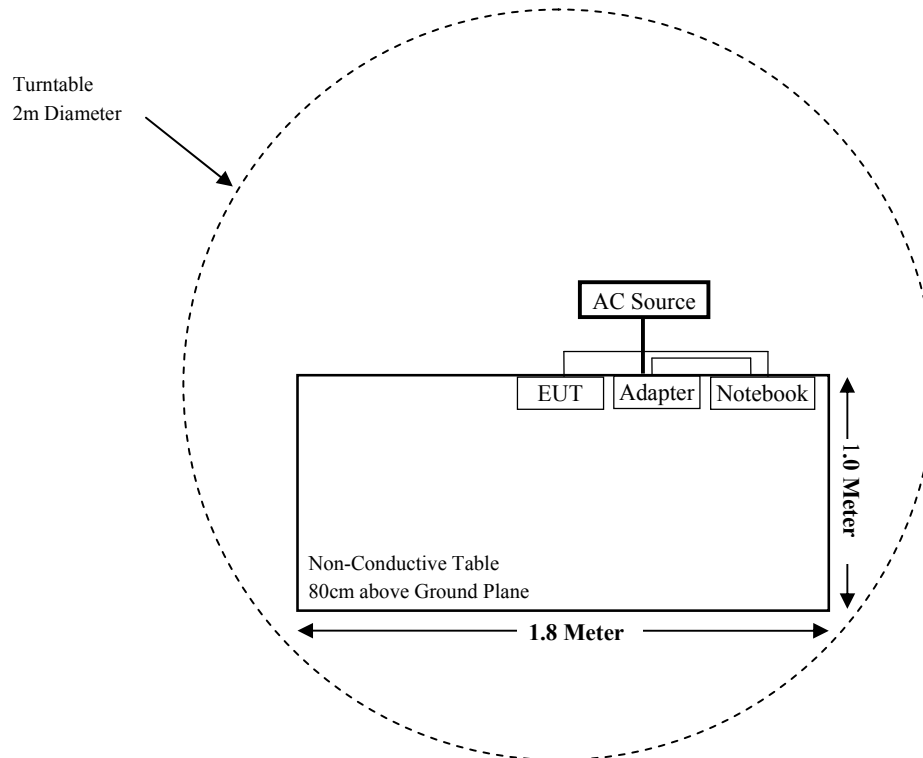 Turntable
2m Diameter
AC Source
EUT
Adapter
Notebook
1.0 Meter
Non-Conductive Table
80cm above Ground Plane
1.8 Meter